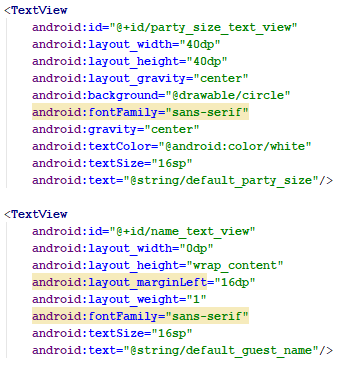 <TextView
android:id="@+id/party_size_text_view"
android:layout_width="40dp"
android:layout_height="40dp"
android:layout_gravity="center"
android:background="@drawable/circle"
android:fontFamily="sans-serif"
android:gravity="center"
android:textColor="@android:color/white"
android:textSize="16sp"
android:text="@string/default_party_size"/>
<TextView
android:id="@+id/name_text_view"
android:layout_width="0dp"
android:layout_height="wrap_content"
android:layout_marginLeft="16dp"
android:layout_weight="1"
android:fontFamily="sans-serif"
android:textSize="16sp"
android:text="@string/default_guest_name"/>